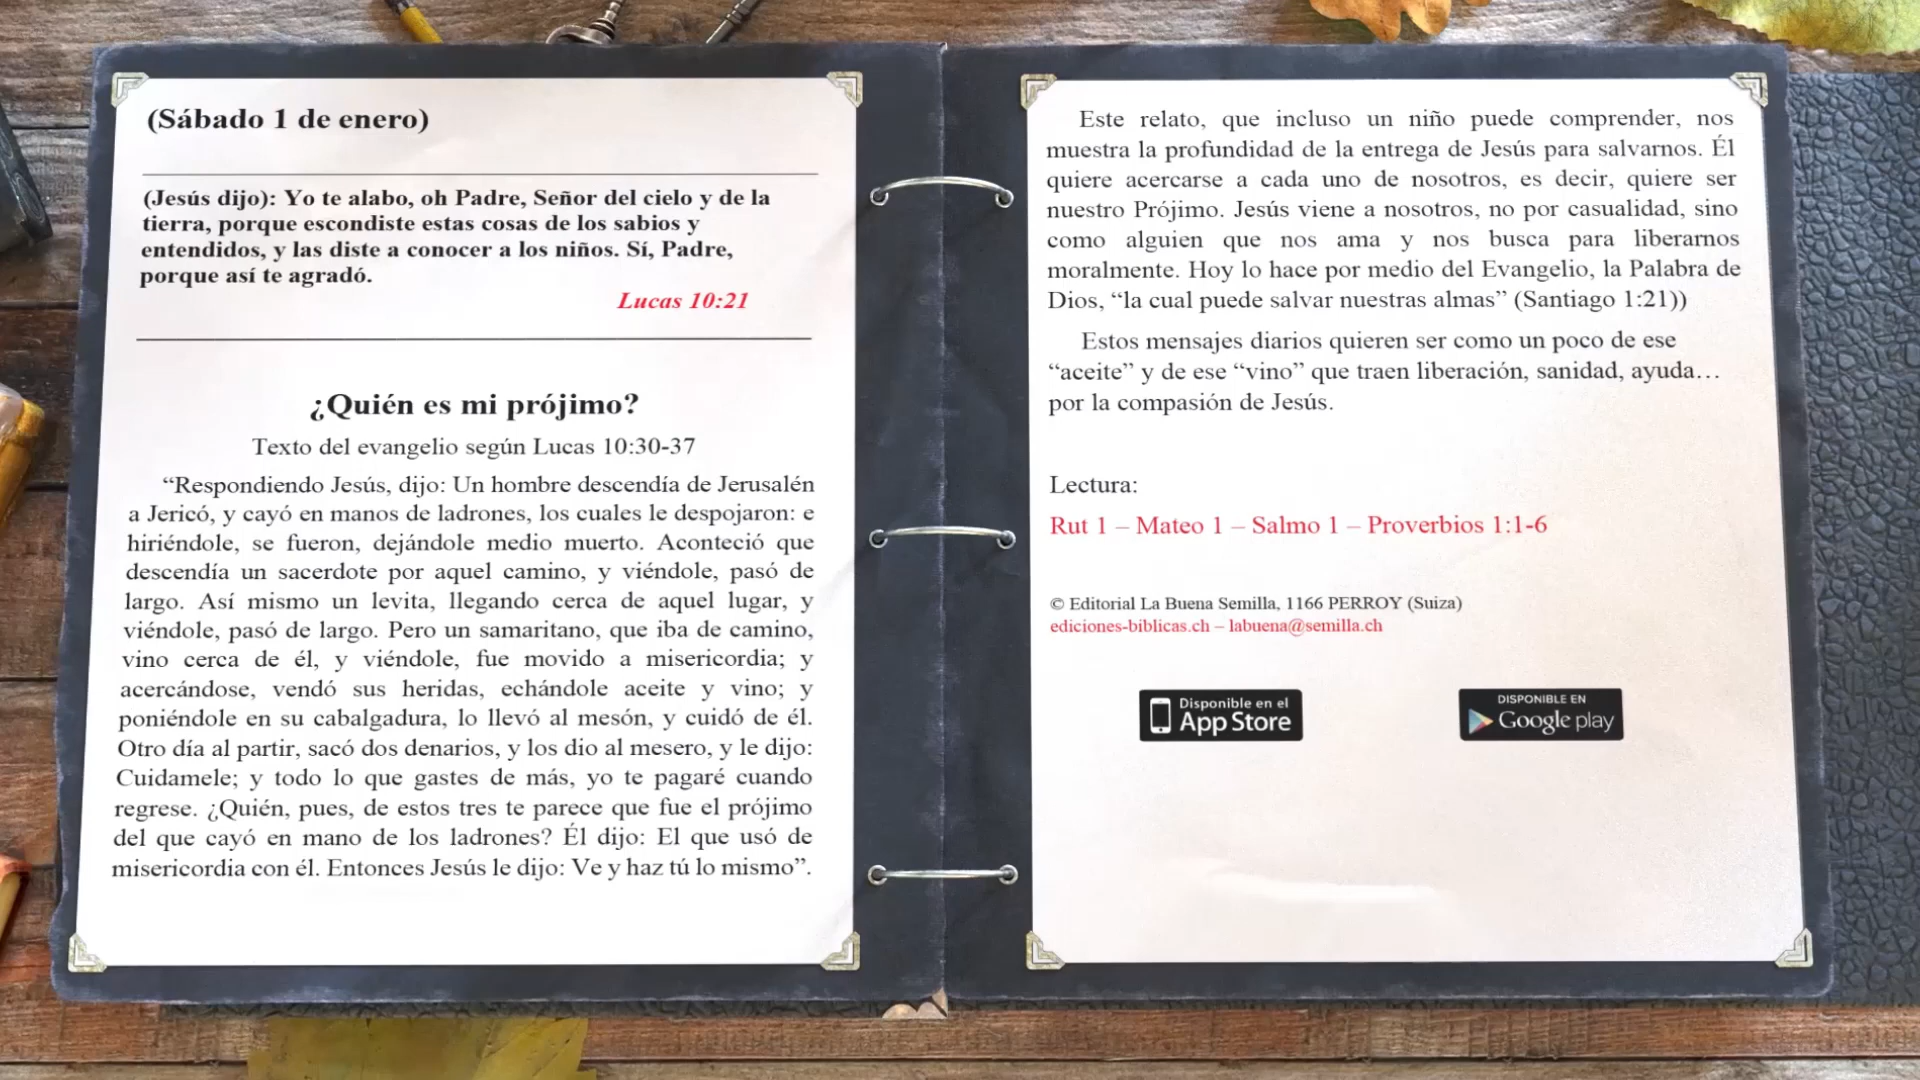 (Sábado 1 de enero)
(Jesús dijo): Yo te alabo, oh Padre, Señor del cielo y de la
tierra, porque escondiste estas cosas de los sabios y
entendidos, y las diste a conocer a los niños. Sí, Padre,
porque así te agradó.
Lucas 10:21
¿Quién es mi prójimo?
Texto del evangelio según Lucas 10:30-37
“Respondiendo Jesús, dijo: Un hombre descendía de Jerusalén
a Jericó, y cayó en manos de ladrones, los cuales le despojaron: e
hiriéndole, se fueron, dejándole medio muerto. Aconteció que
descendía un sacerdote por aquel camino, y viéndole, pasó de
largo. Así mismo un levita, llegando cerca de aquel lugar, y
viéndole, pasó de largo. Pero un samaritano, que iba de camino,
vino cerca de él, y viéndole, fue movido a misericordia; y
acercándose, vendó sus heridas, echándole aceite y vino; y
poniéndole en su cabalgadura, lo llevó al mesón, y cuidó de él.
Otro día al partir, sacó dos denarios, y los dio al mesero, y le dijo:
Cuidamele; y todo lo que gastes de más, yo te pagaré cuando
regrese. ¿Quién, pues, de estos tres te parece que fue el prójimo
del que cayó en mano de los ladrones? Él dijo: El que usó de
misericordia con él. Entonces Jesús le dijo: Ve y haz tú lo mismo”.
Este relato, que incluso un niño puede comprender, nos
muestra la profundidad de la entrega de Jesús para salvarnos. Él
quiere acercarse a cada uno de nosotros, es decir, quiere ser
nuestro Prójimo. Jesús viene a nosotros, no por casualidad, sino
como alguien que nos ama y nos busca para liberarnos
moralmente. Hoy lo hace por medio del Evangelio, la Palabra de
Dios, “la cual puede salvar nuestras almas” (Santiago 1:21))
Estos mensajes diarios quieren ser como un poco de ese
“aceite” y de ese “vino” que traen liberación, sanidad, ayuda…
por la compasión de Jesús.
Lectura:
Rut 1 – Mateo 1 – Salmo 1 – Proverbios 1:1-6
© Editorial La Buena Semilla, 1166 PERROY (Suiza)
ediciones-biblicas.ch – labuena@semilla.ch
Disponible en el
App Store
DISPONIBLE EN
Google play